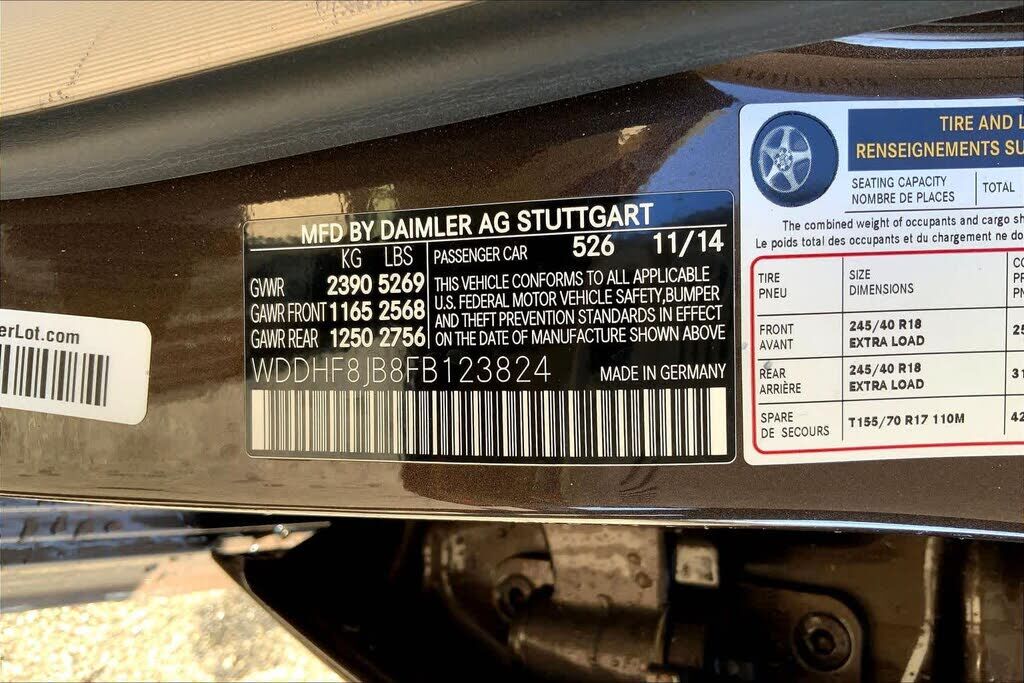 MFD BY DAIMLER AG STUTTGART
KG LBS
GVWR 2390 5269
GAWR FRONT 1165 2568
GAWR REAR 1250 2756
PASSENGER CAR 526 11/14
THIS VEHICLE CONFORMS TO ALL APPLICABLE
U.S. FEDERAL MOTOR VEHICLE SAFETY, BUMPER
AND THEFT PREVENTION STANDARDS IN EFFECT
ON THE DATE OF MANUFACTURE SHOWN ABOVE
WDDHF8JB8FB123824 MADE IN GERMANY
erLot.com
TIRE AND L
RENSEIGNEMENTS SU
SEATING CAPACITY
NOMBRE DE PLACES
TOTAL
The combined weight of occupants and cargo sh
Le poids total des occupants et du chargement ne do
TIRE
PNEU
SIZE
DIMENSIONS
FRONT
AVANT
245/40 R18
EXTRA LOAD
REAR
ARRIÈRE
245/40 R18
EXTRA LOAD
31
SPARE
DE SECOURS
T155/70 R17 110M
42